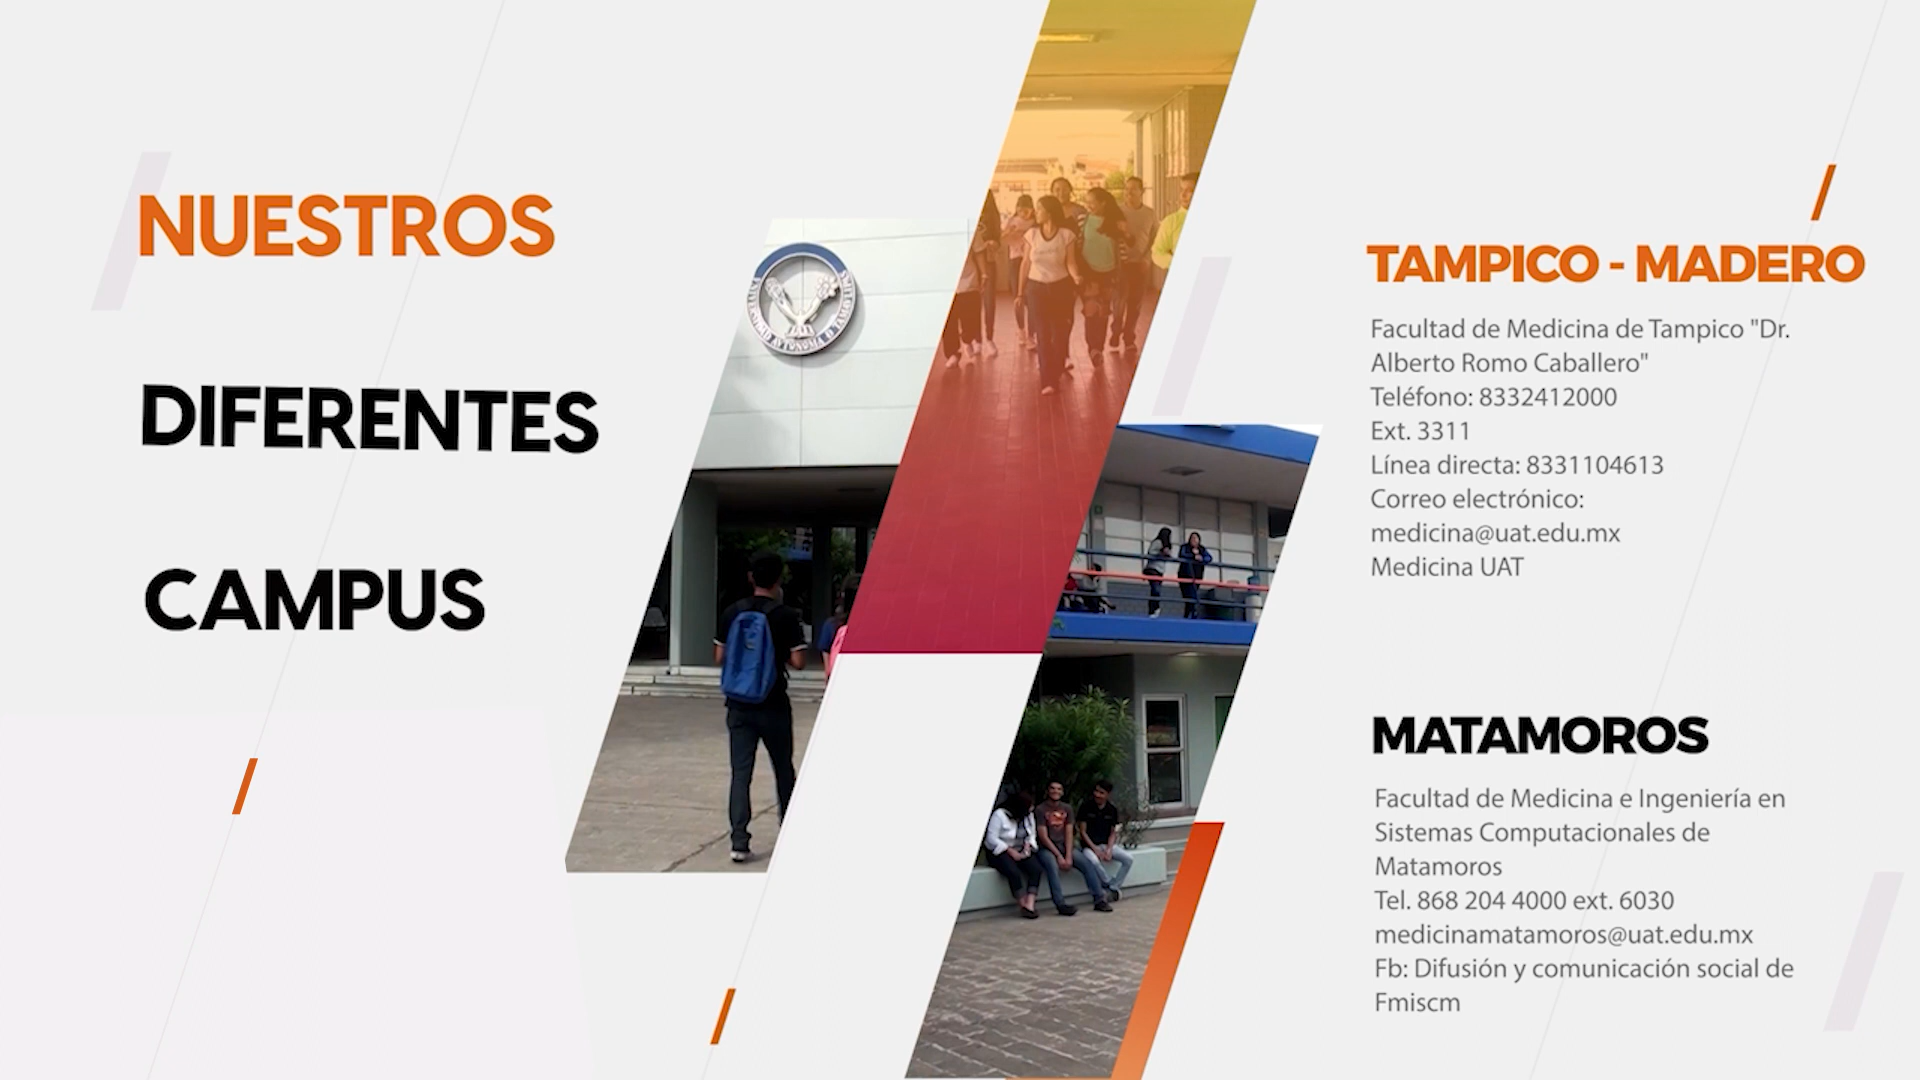 NUESTROS
DIFERENTES
CAMPUS
TAMPICO - MADERO
Facultad de Medicina de Tampico "Dr.
Alberto Romo Caballero"
Teléfono: 8332412000
Ext. 3311
Línea directa: 8331104613
Correo electrónico:
medicina@uat.edu.mx
Medicina UAT
MATAMOROS
Facultad de Medicina e Ingeniería en
Sistemas Computacionales de
Matamoros
Tel. 868 204 4000 ext. 6030
medicinamatamoros@uat.edu.mx
Fb: Difusión y comunicación social de
Fmiscm